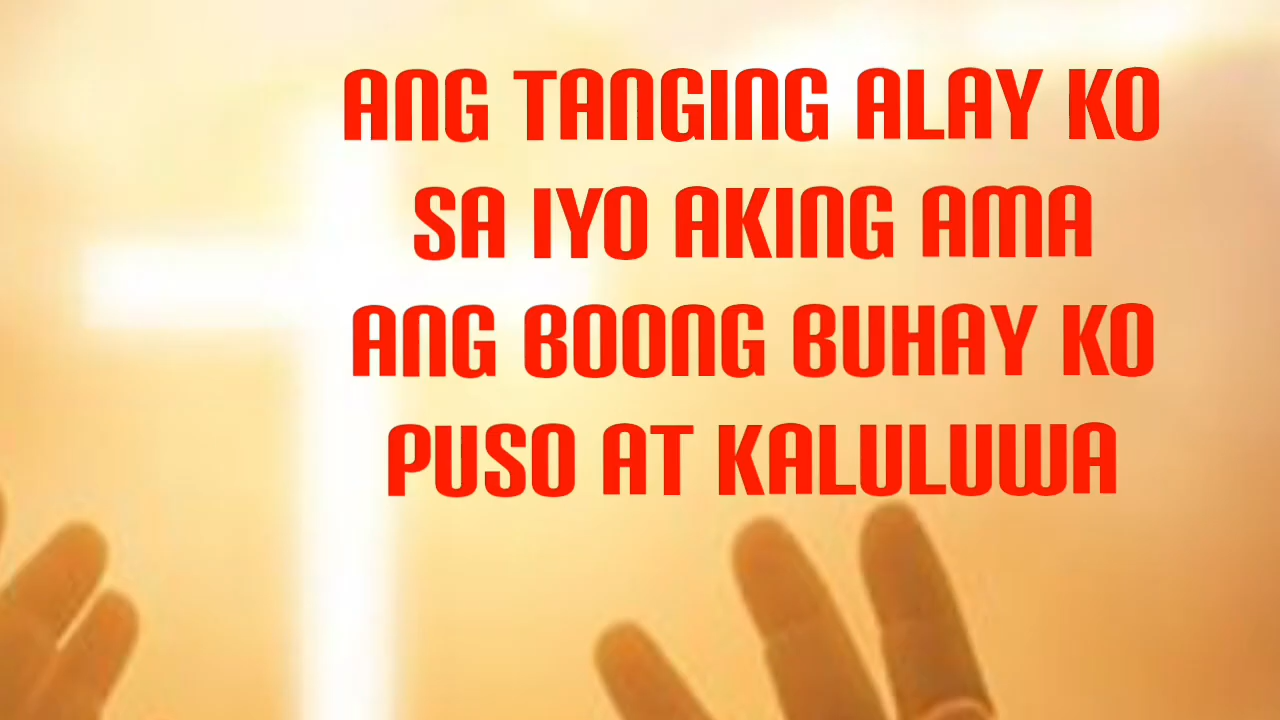 ANG TANGING ALAY KO
SA IYO AKING AMA
ANG BOONG BUHAY KO
PUSO AT KALULUWA